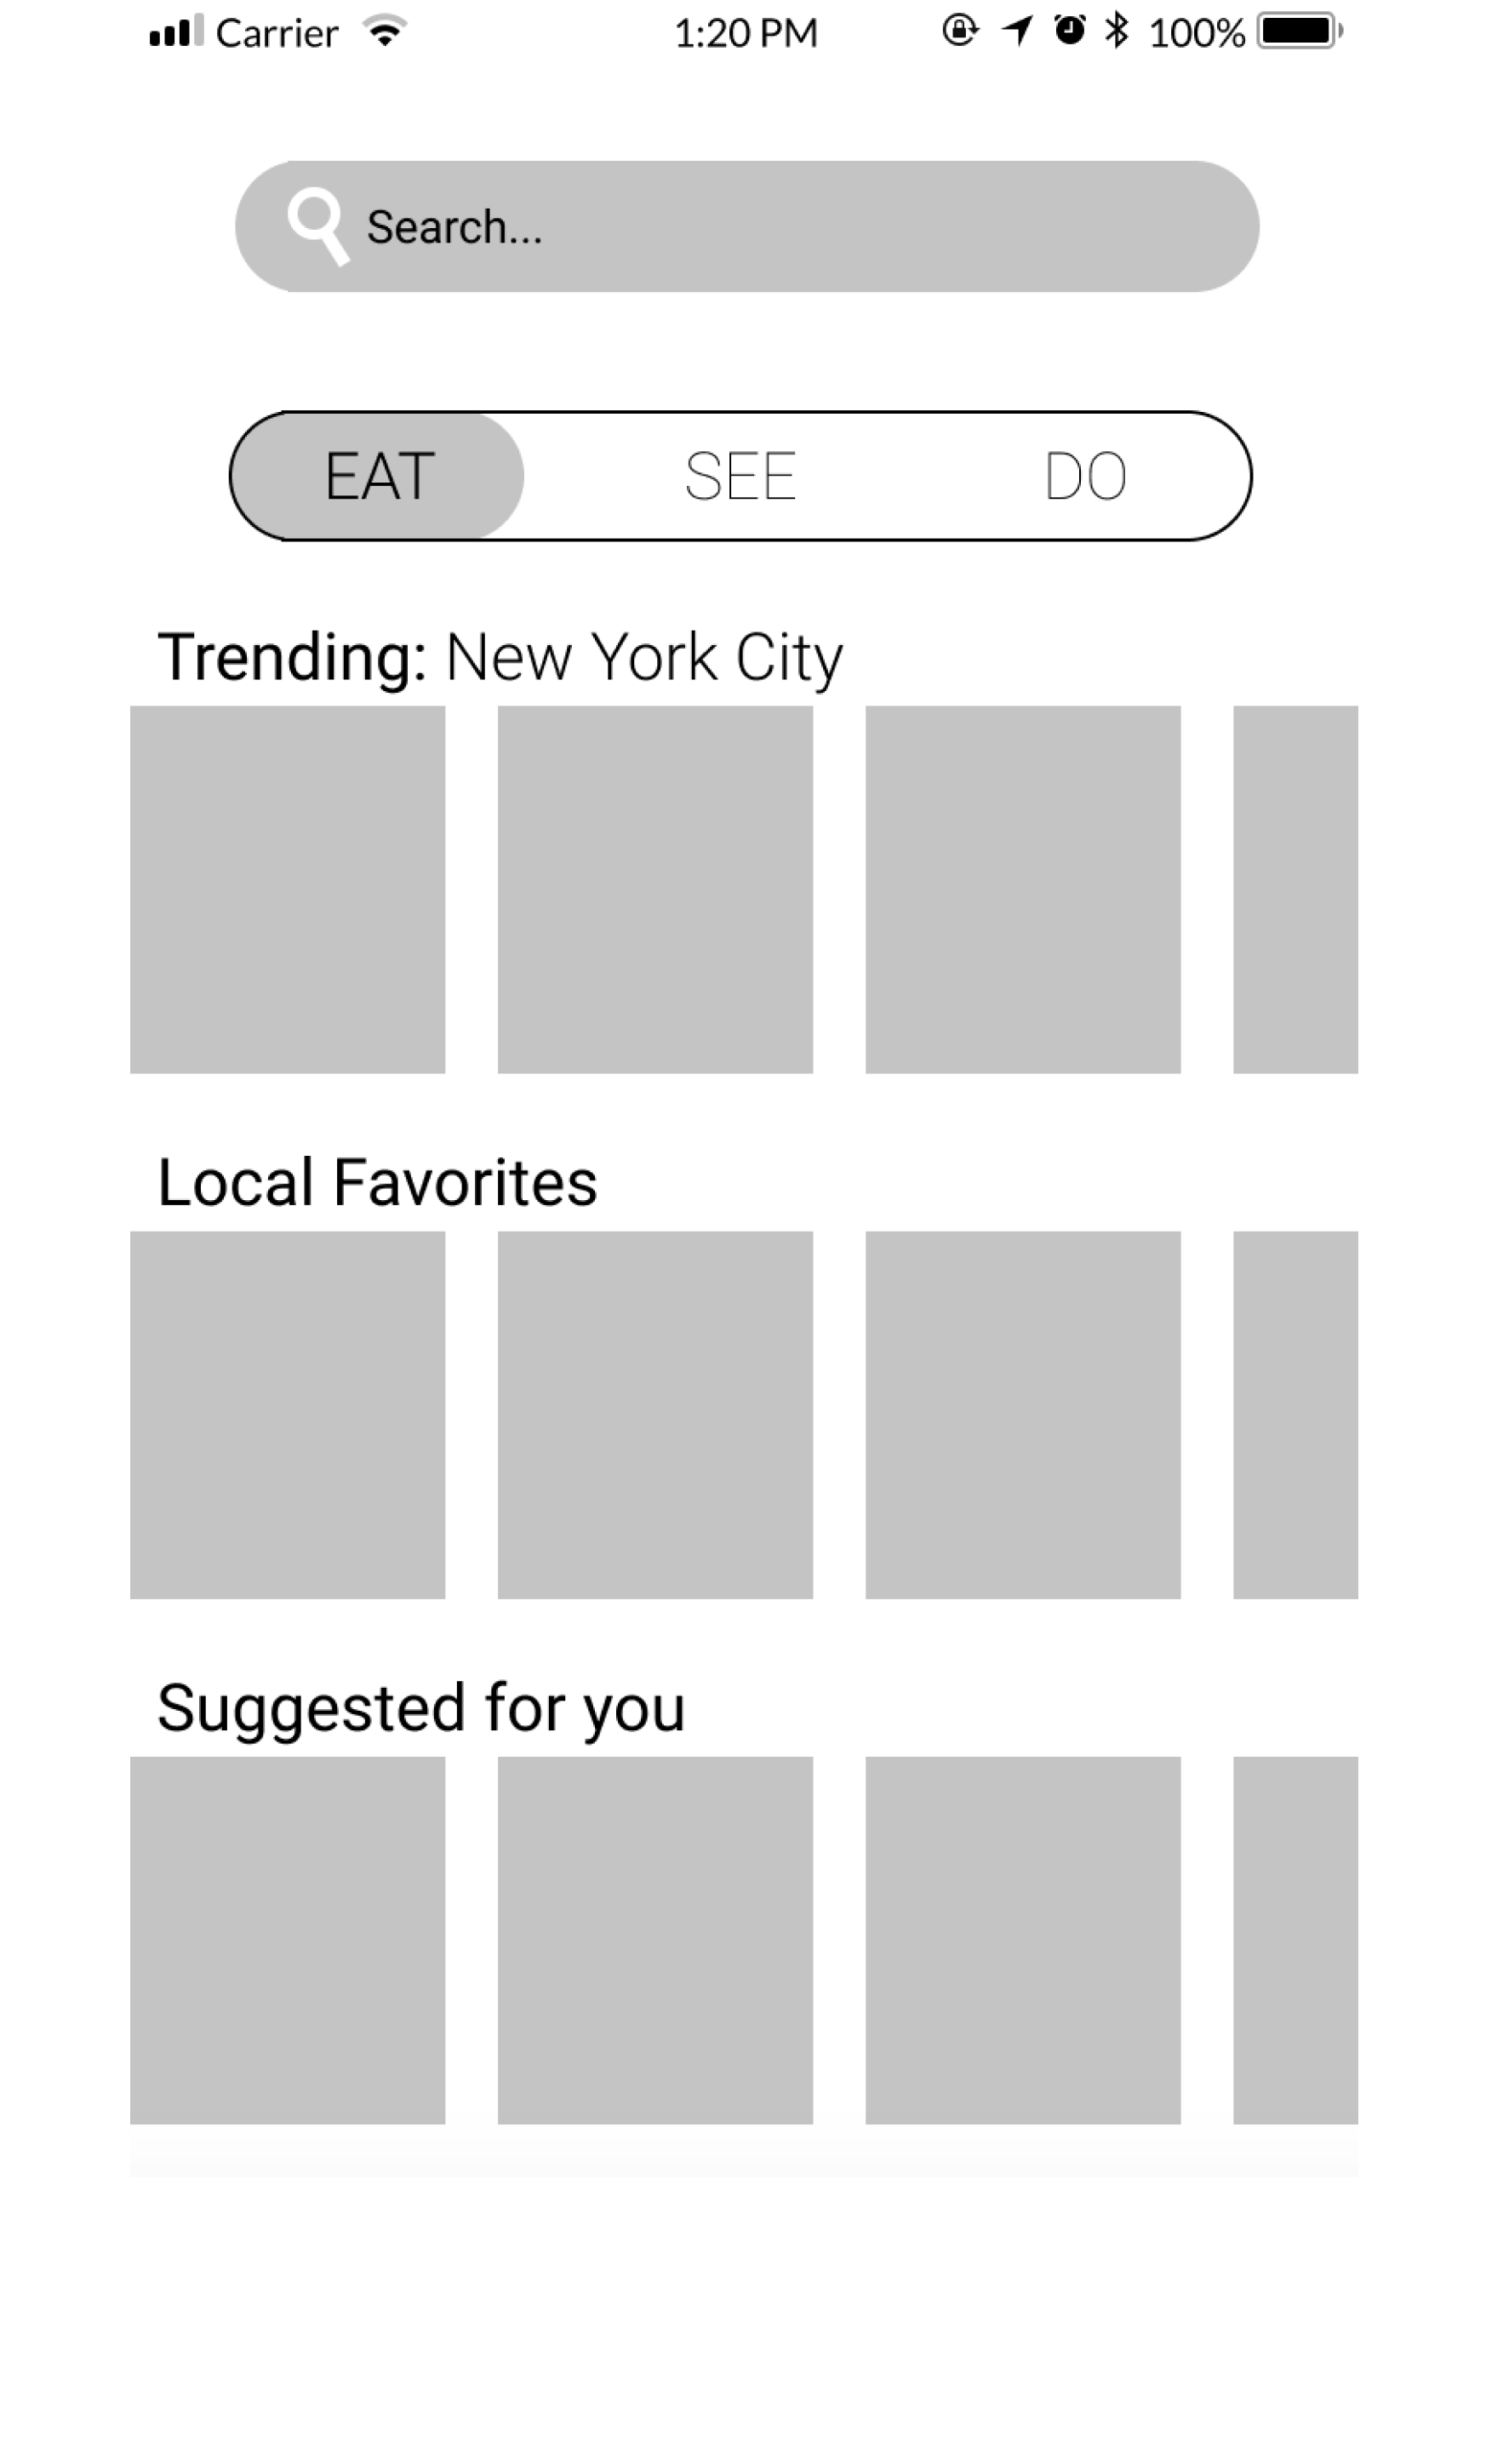 Carrier 1:20 PM 100%
Search...
EAT SEE DO
Trending: New York City
Local Favorites
Suggested for you